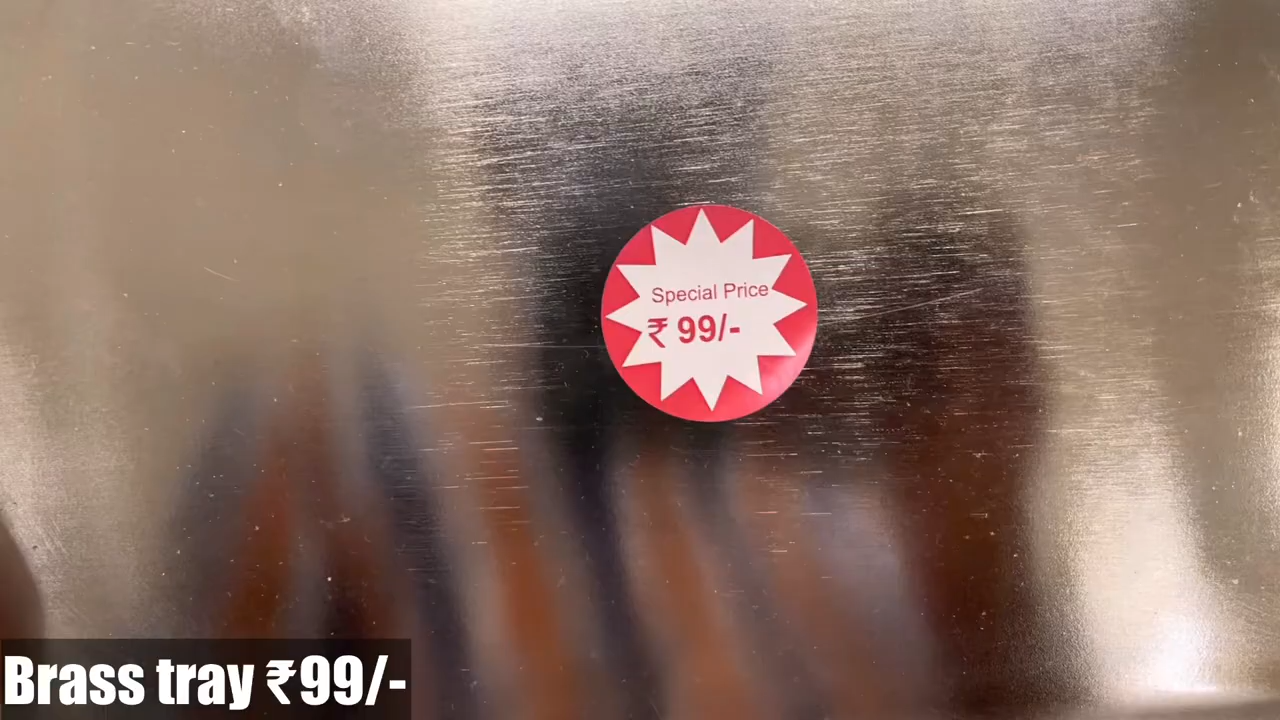 Special Price
₹ 99/-
Brass tray ₹99/-